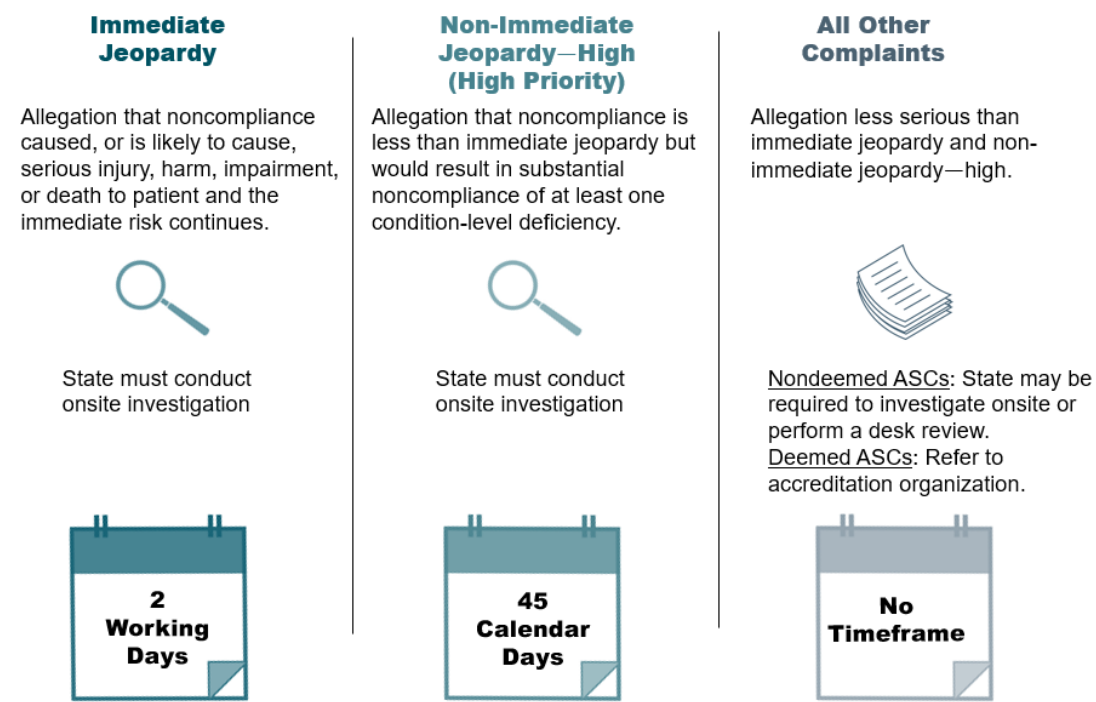 Immediate
Jeopardy
Allegation that noncompliance
caused, or is likely to cause,
serious injury, harm, impairment,
or death to patient and the
immediate risk continues.
State must conduct
onsite investigation
2
Working
Days
Non-Immediate
Jeopardy—High
(High Priority)
Allegation that noncompliance is
less than immediate jeopardy but
would result in substantial
noncompliance of at least one
condition-level deficiency.
State must conduct
onsite investigation
45
Calendar
Days
All Other
Complaints
Allegation less serious than
immediate jeopardy and non-
immediate jeopardy—high.
Nondeemed ASCs: State may be
required to investigate onsite or
perform a desk review.
Deemed ASCs: Refer to
accreditation organization.
No
Timeframe